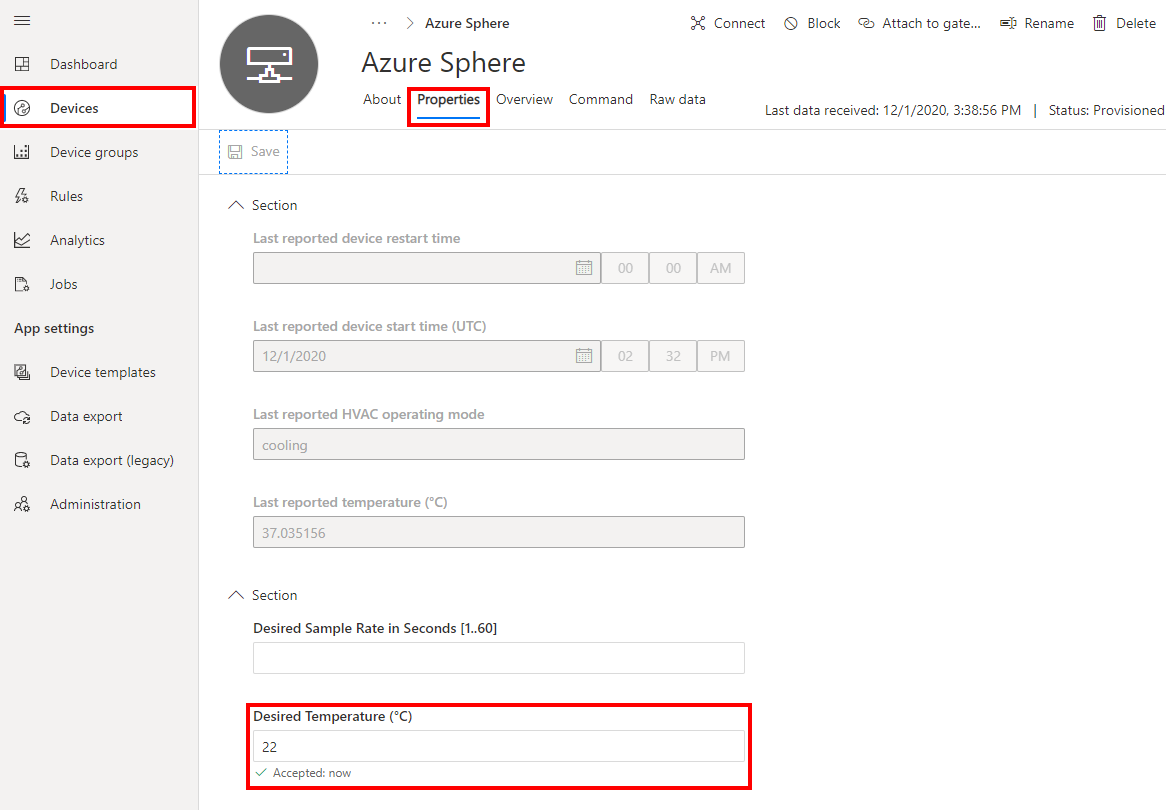 Dashboard
Devices
Device groups
Rules
Analytics
Jobs
App settings
Device templates
Data export
Data export (legacy)
Administration
··· > Azure Sphere
Connect Block Attach to gate... Rename Delete
Azure Sphere
About Properties Overview Command Raw data
Last data received: 12/1/2020, 3:38:56 PM | Status: Provisioned
Save
Section
Last reported device restart time
00 00 AM
Last reported device start time (UTC)
12/1/2020 02 32 PM
Last reported HVAC operating mode
cooling
Last reported temperature (°C)
37.035156
Section
Desired Sample Rate in Seconds [1..60]
Desired Temperature (°C)
22
Accepted: now